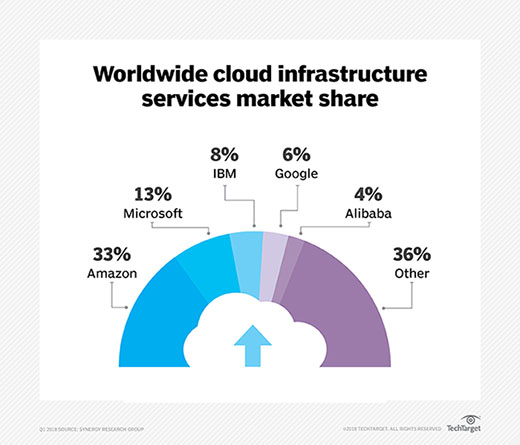 Worldwide cloud infrastructure
services market share
8%
IBM
6%
Google
13%
Microsoft
4%
Alibaba
33%
Amazon
36%
Other
Q1 2018 SOURCE: SYNERGY RESEARCH GROUP
©2018 TECHTARGET. ALL RIGHTS RESERVED
TechTarget